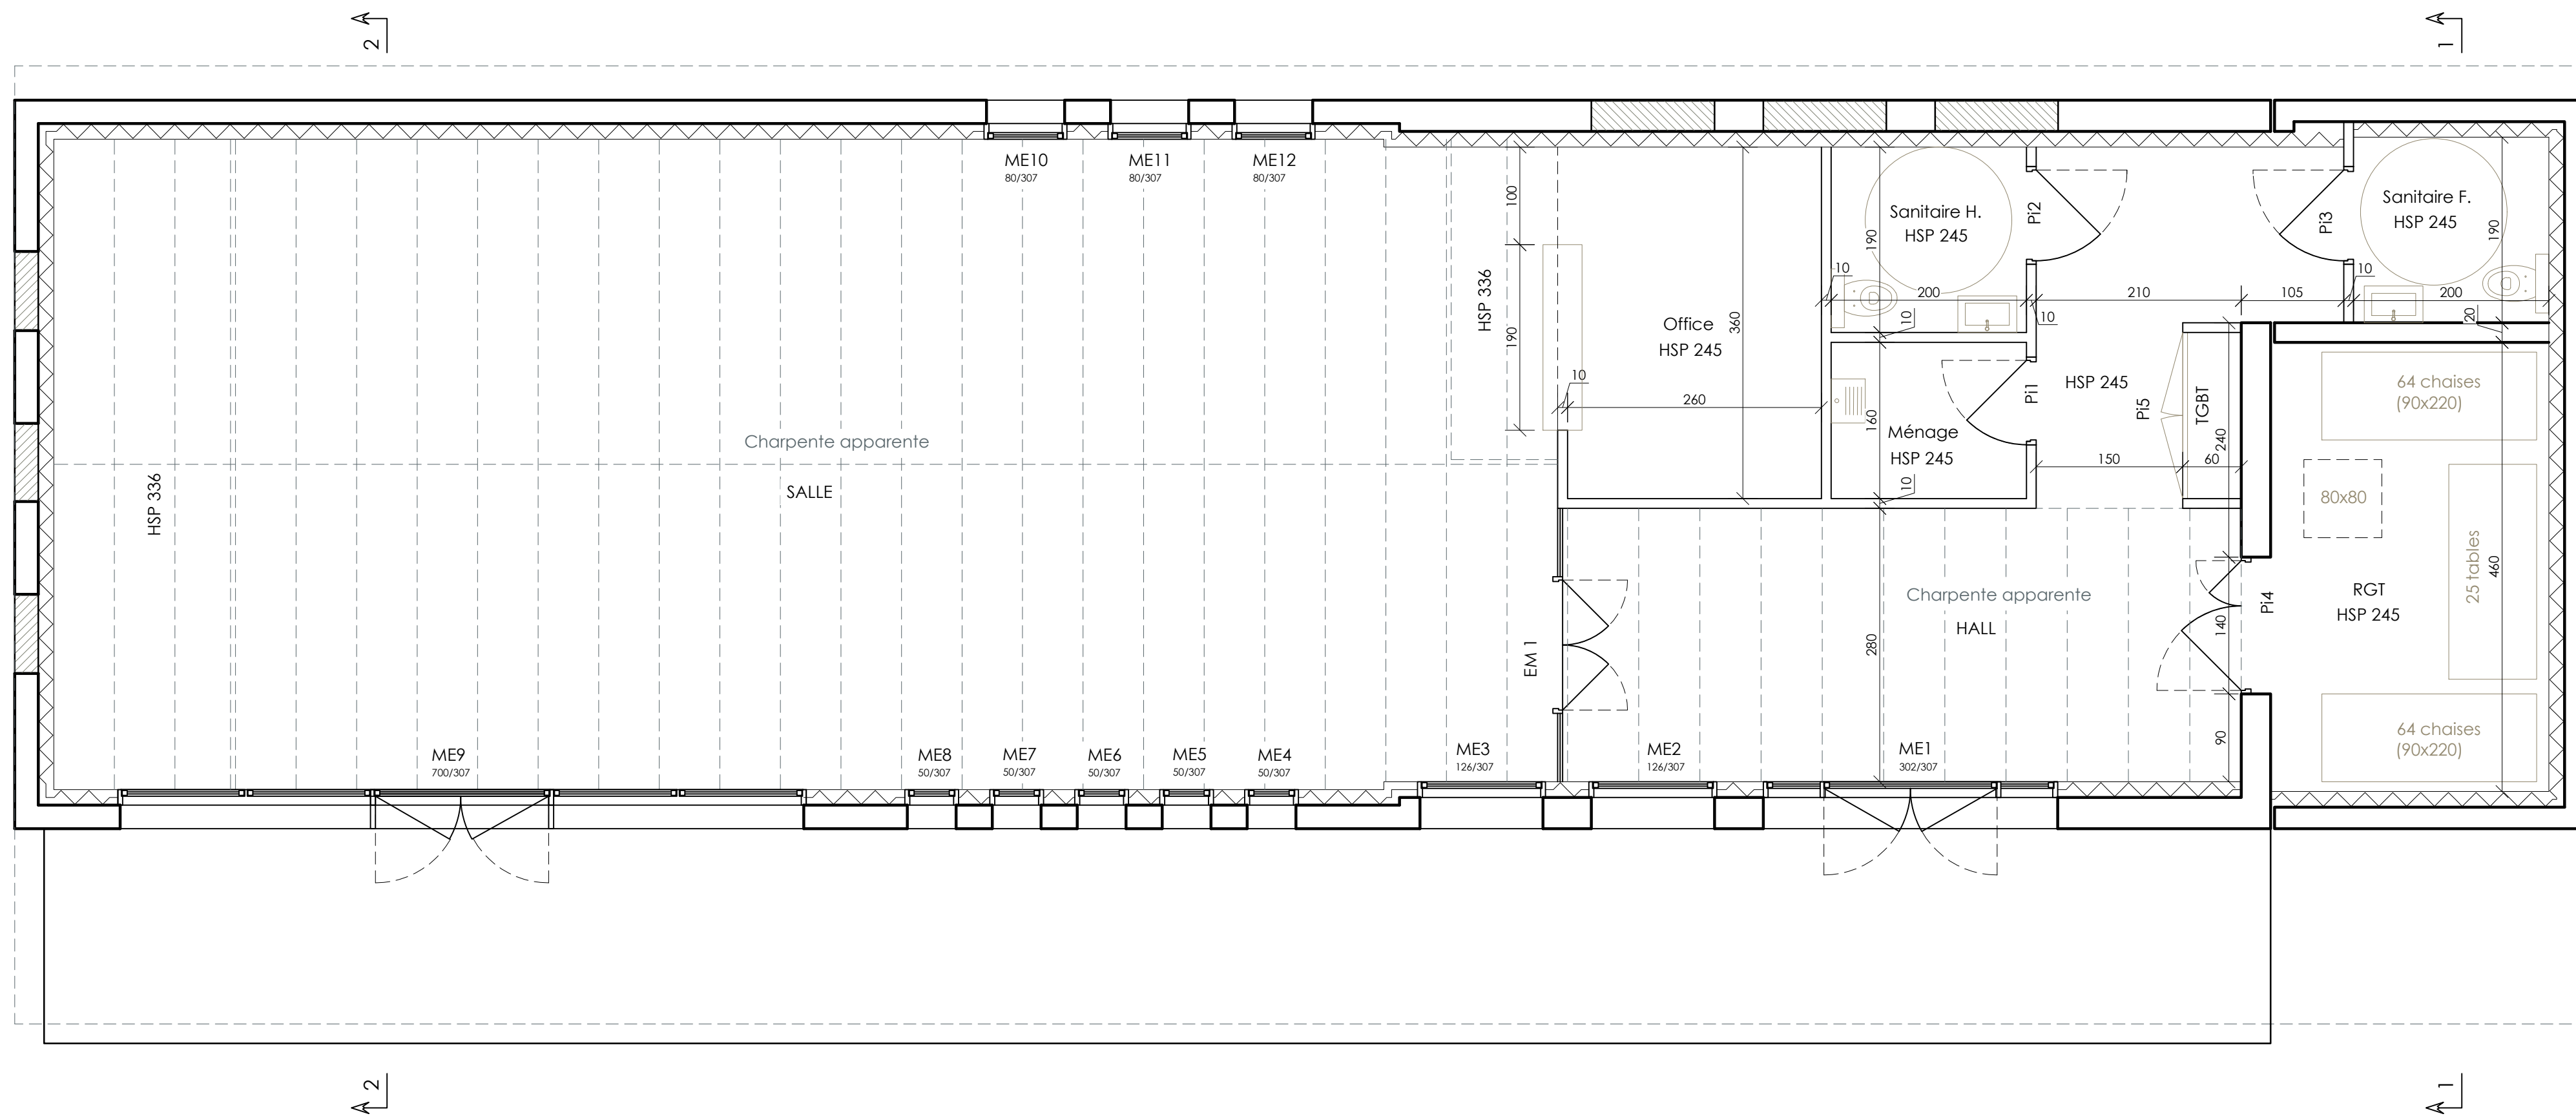 2
1
ME10
80/307
ME11
80/307
ME12
80/307
100
HSP 336
190
10
Office
HSP 245
360
260
Sanitaire H.
HSP 245
190
10
200
10
10
Pi2
210
105
Pi3
Sanitaire F.
HSP 245
190
10
200
20
Charpente apparente
SALLE
HSP 336
Ménage
HSP 245
160
10
Pi1
HSP 245
Pi5
TGBT
240
150
60
64 chaises
(90x220)
80x80
25 tables
460
RGT
HSP 245
Pi4
140
90
64 chaises
(90x220)
Charpente apparente
HALL
280
EM 1
ME9
700/307
ME8
50/307
ME7
50/307
ME6
50/307
ME5
50/307
ME4
50/307
ME3
126/307
ME2
126/307
ME1
302/307
2
1